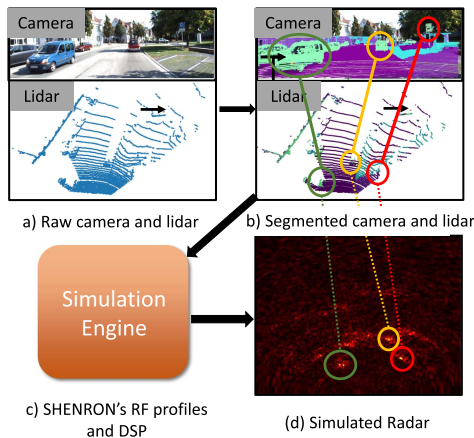 Camera
Camera
Lidar
Lidar
a) Raw camera and lidar
b) Segmented camera and lidar
Simulation
Engine
c) SHENRON's RF profiles
and DSP
(d) Simulated Radar